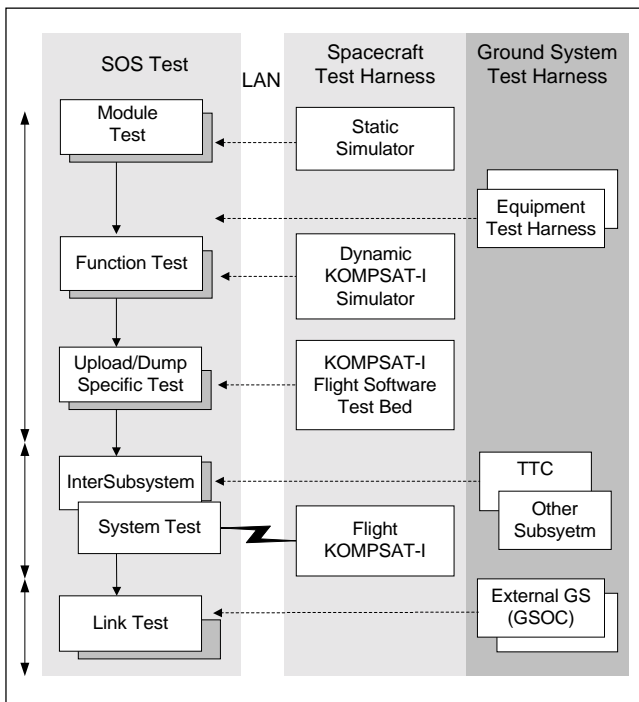 SOS Test
LAN
Spacecraft
Test Harness
Ground System
Test Harness
Module
Test
Static
Simulator
Equipment
Test Harness
Function Test
Dynamic
KOMPSAT-I
Simulator
Upload/Dump
Specific Test
KOMPSAT-I
Flight Software
Test Bed
InterSubsystem
TTC
System Test
Flight
KOMPSAT-I
Other
Subsyetm
Link Test
External GS
(GSOC)